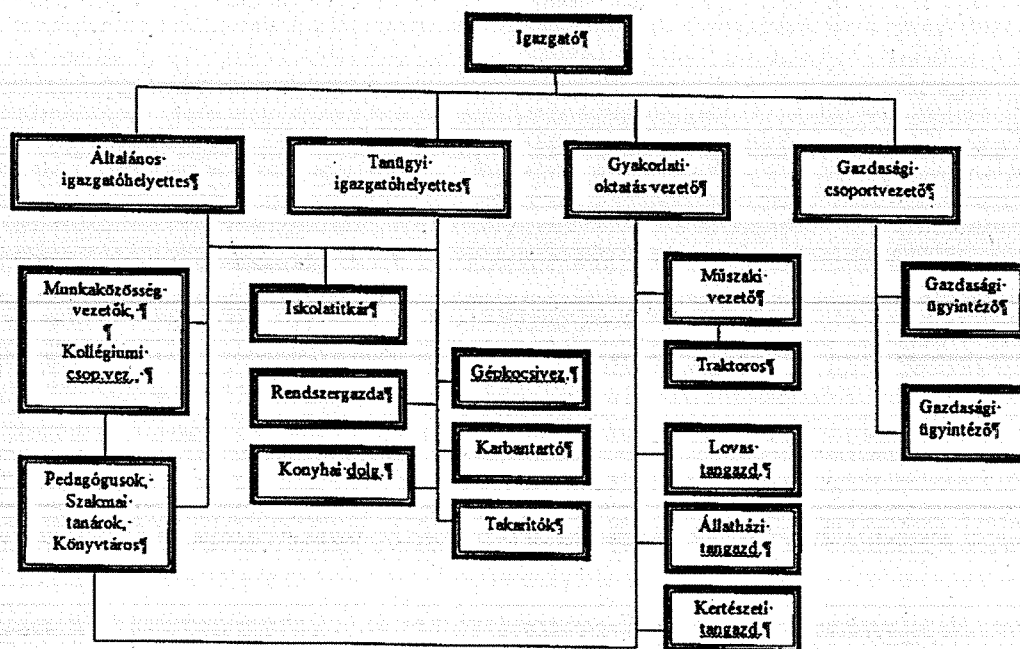 Igazgató¶
Általános·
igazgatóhelyettes¶
Tanügyi·
igazgatóhelyettes¶
Gyakorlati·
oktatás·vezető¶
Gazdasági·
csoportvezető¶
Munkaközösség·
vezetők,·¶
¶
Kollégiumi·
csop.vez..·¶
Iskolatitkár¶
Műszaki·
vezető¶
Gazdasági·
ügyintéző¶
Traktoros¶
Gépkocsivez.¶
Rendszergazda¶
Gazdasági·
ügyintéző¶
Karbantartó¶
Lovas·
tangazd.¶
Konyhai·dolg.¶
Pedagógusok,·
Szakmai·
tanárok,·
Könyvtáros¶
Takarítók¶
Állatházi·
tangazd.¶
Kertészeti·
tangazd.¶